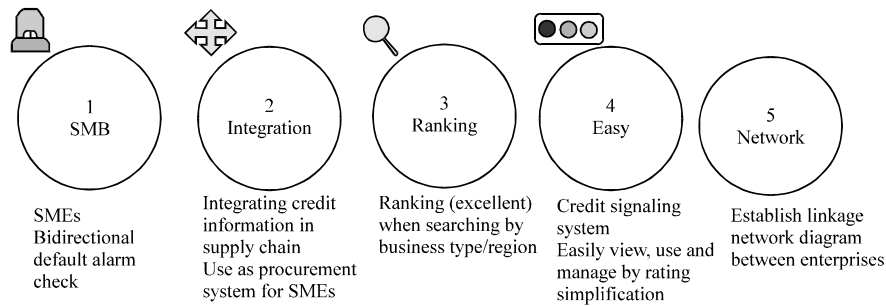 1
SMB
2
Integration
3
Ranking
4
Easy
5
Network
SMEs
Bidirectional
default alarm
check
Integrating credit
information in
supply chain
Use as procurement
system for SMEs
Ranking (excellent)
when searching by
business type/region
Credit signaling
system
Easily view, use and
manage by rating
simplification
Establish linkage
network diagram
between enterprises